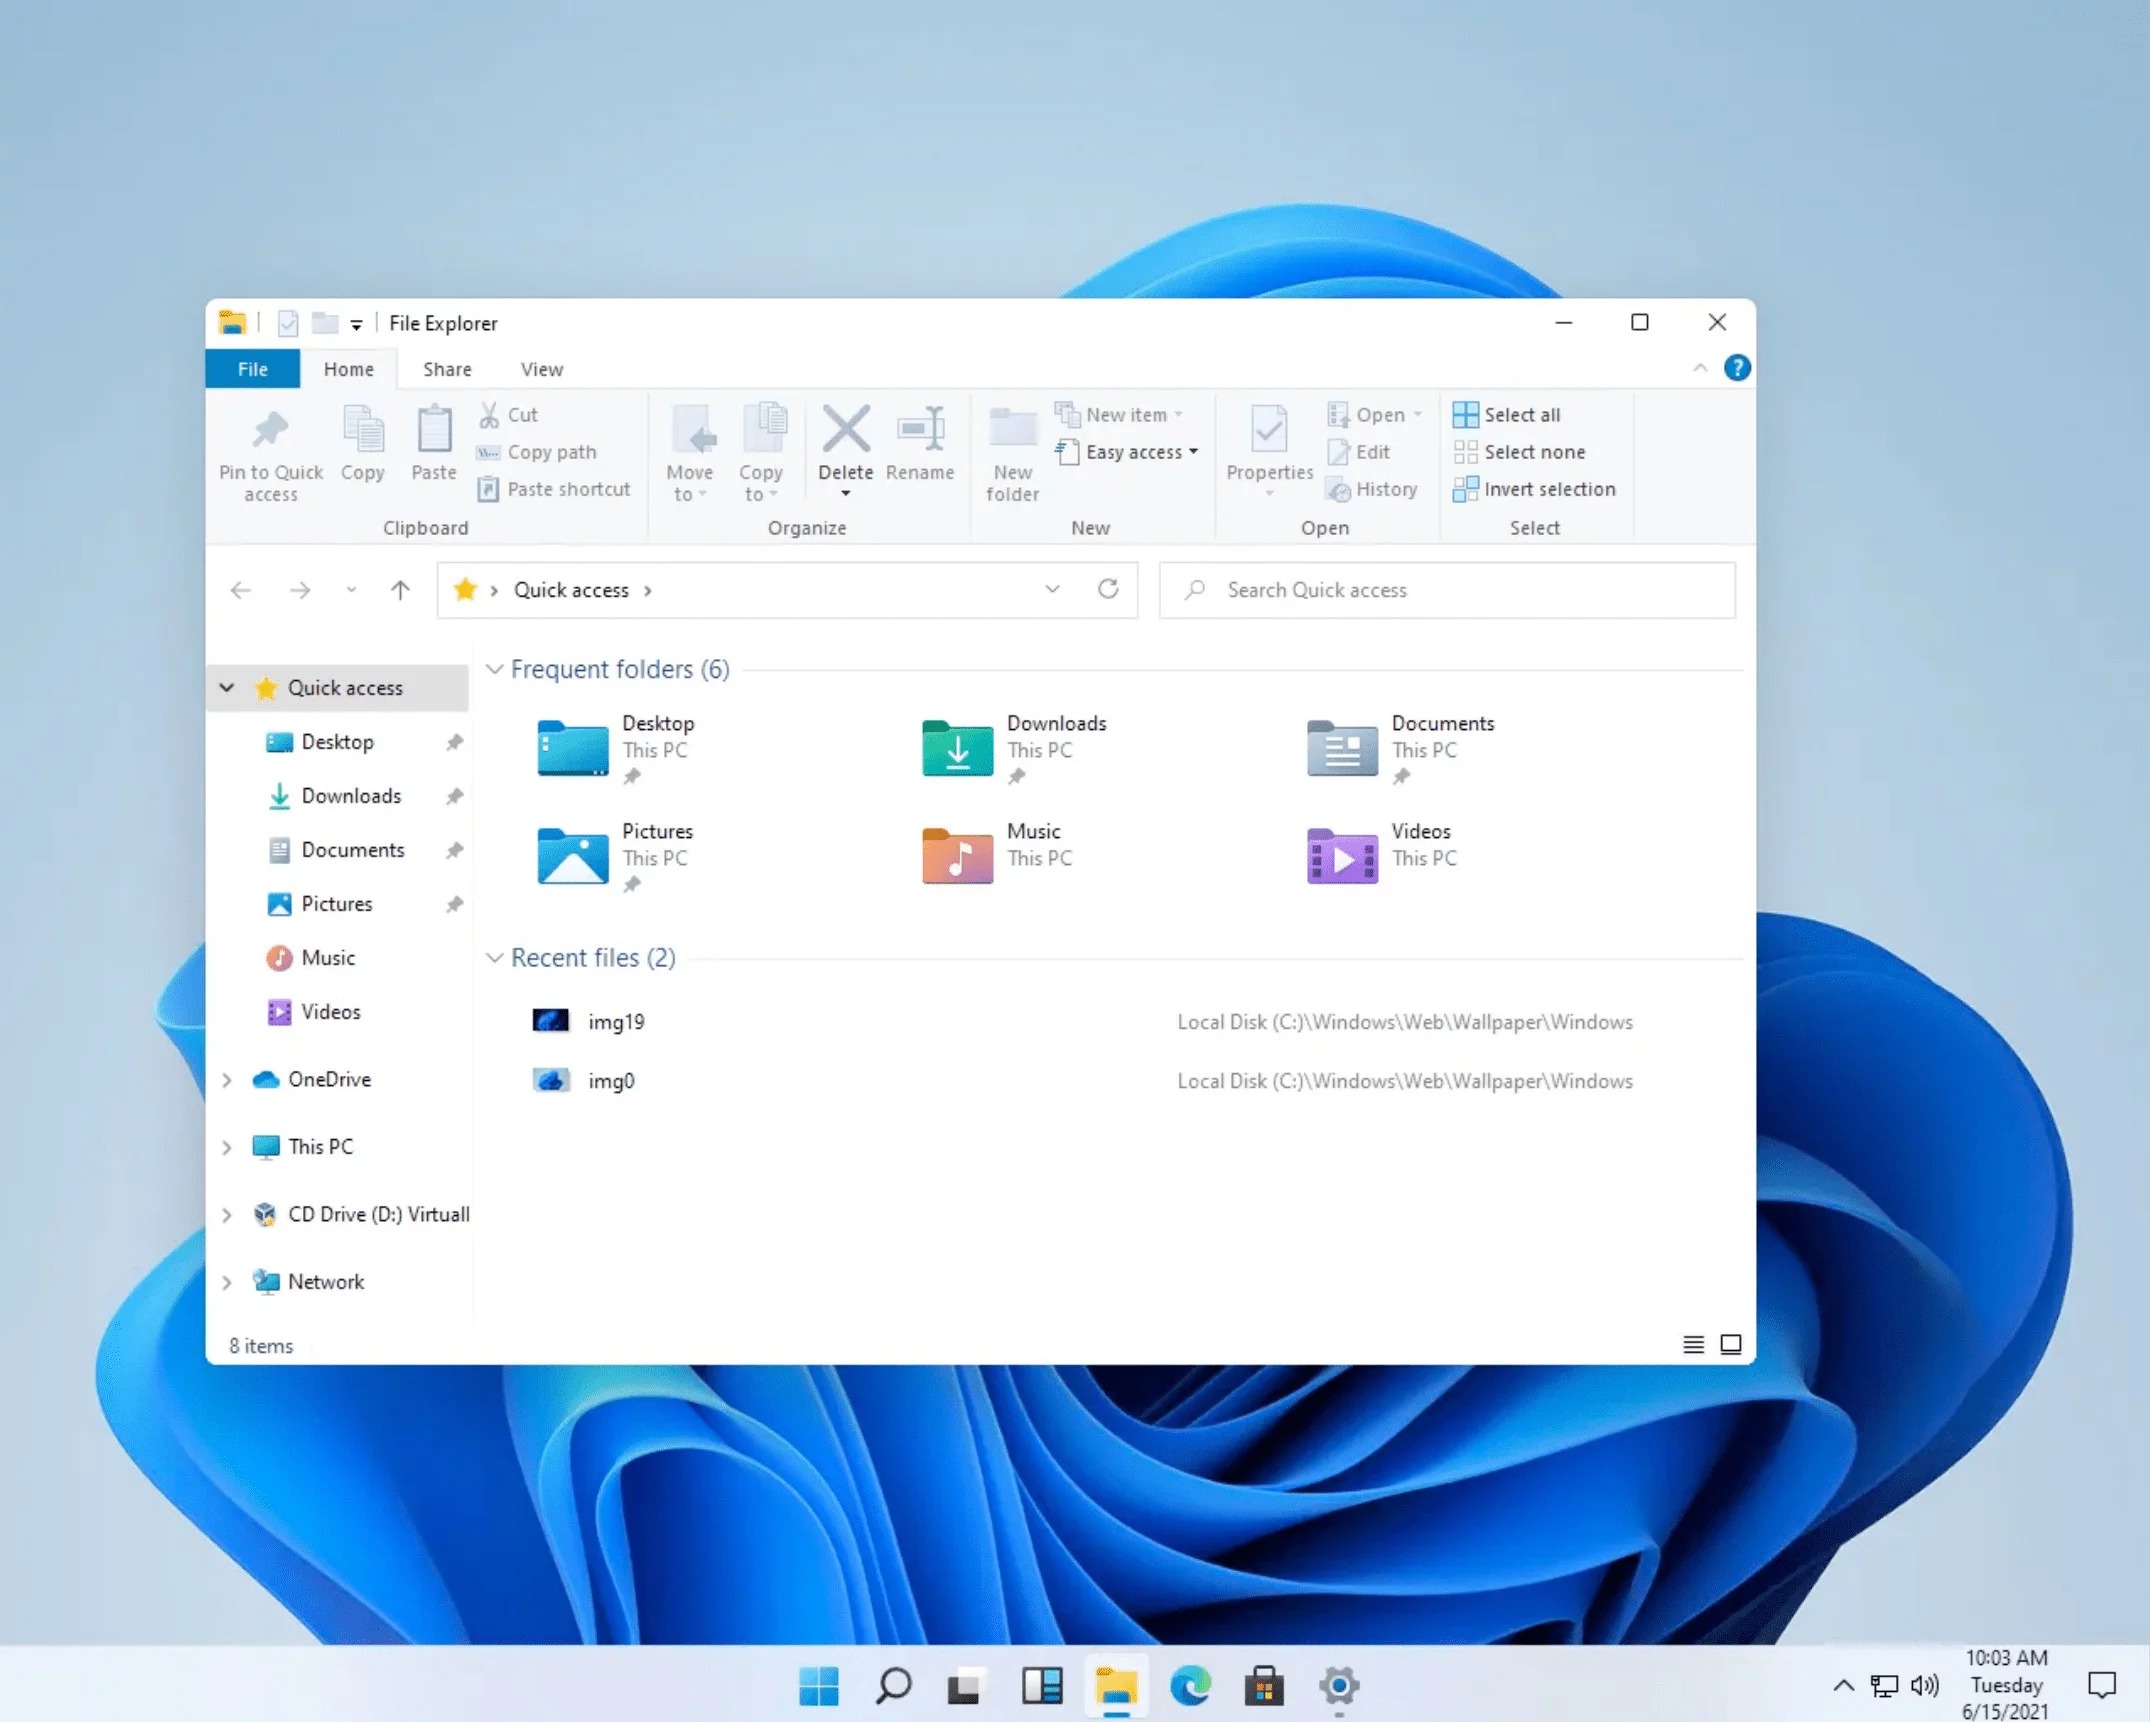 File Explorer
File Home Share View
Pin to Quick access
Copy
Paste
Cut
Copy path
Paste shortcut
Clipboard
Move to
Copy to
Delete
Rename
Organize
New folder
New item
Easy access
New
Properties
Open
Edit
History
Open
Select all
Select none
Invert selection
Select
Quick access
Search Quick access
Quick access
Desktop
Downloads
Documents
Pictures
Music
Videos
OneDrive
This PC
CD Drive (D:) Virtuall
Network
Frequent folders (6)
Desktop
This PC
Downloads
This PC
Documents
This PC
Pictures
This PC
Music
This PC
Videos
This PC
Recent files (2)
img19 Local Disk (C:)\Windows\Web\Wallpaper\Windows
img0 Local Disk (C:)\Windows\Web\Wallpaper\Windows
8 items
10:03 AM
Tuesday
6/15/2021